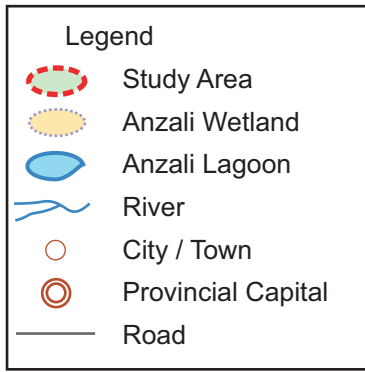 Legend
Study Area
Anzali Wetland
Anzali Lagoon
River
City / Town
Provincial Capital
Road